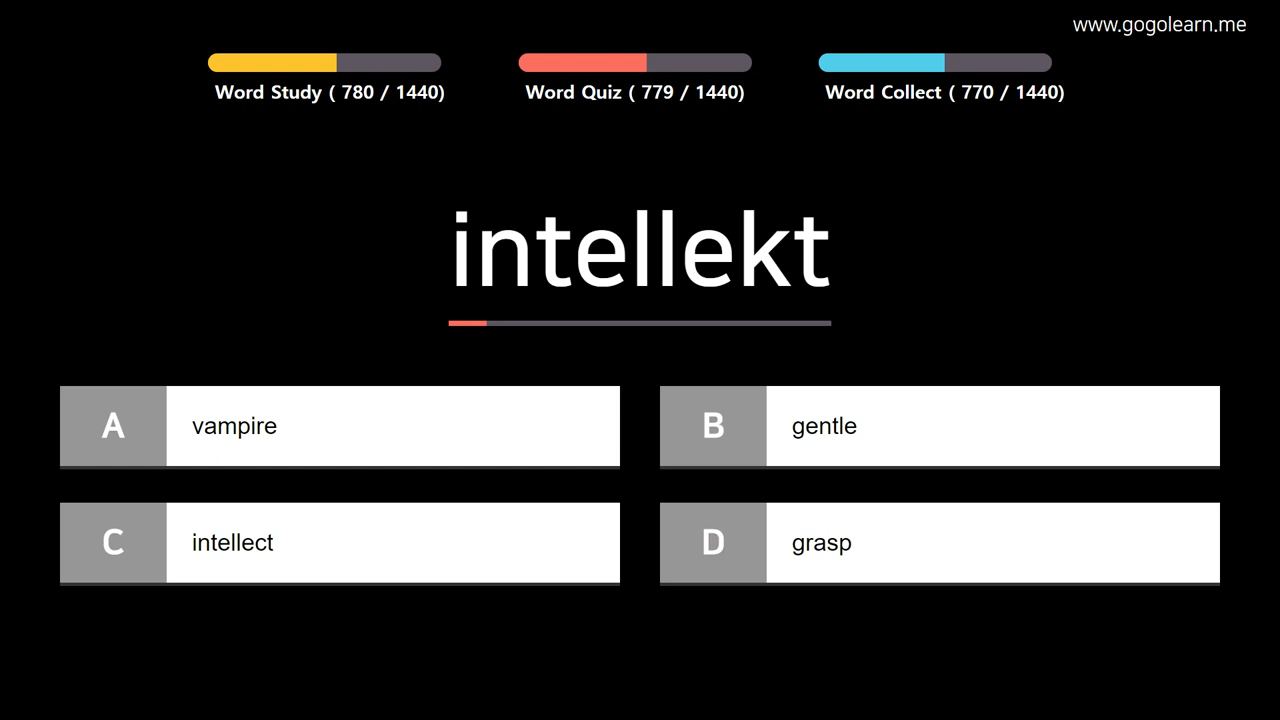 www.gogolearn.me
Word Study ( 780 / 1440)
Word Quiz ( 779 / 1440)
Word Collect ( 770 / 1440)
intellekt
A vampire
B gentle
C intellect
D grasp